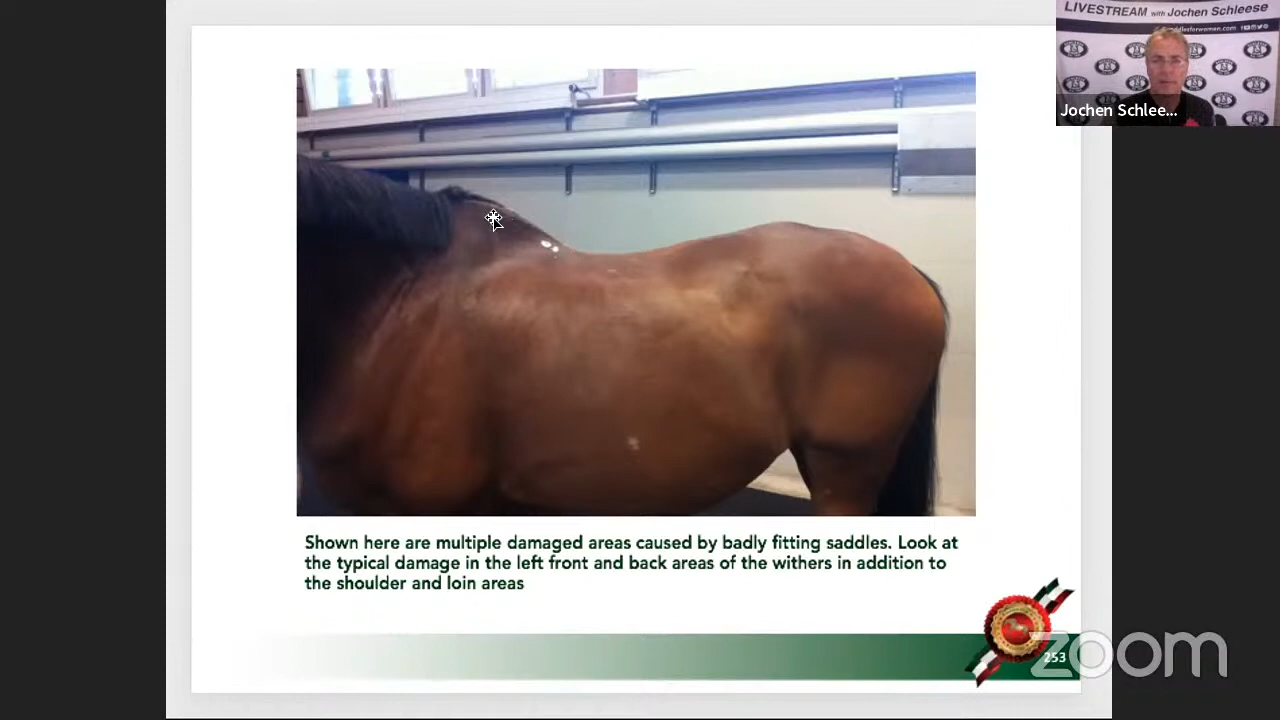 LIVESTREAM with Jochen Schleese
Jochen Schlee...
Shown here are multiple damaged areas caused by badly fitting saddles. Look at
the typical damage in the left front and back areas of the withers in addition to
the shoulder and loin areas
253
zoom